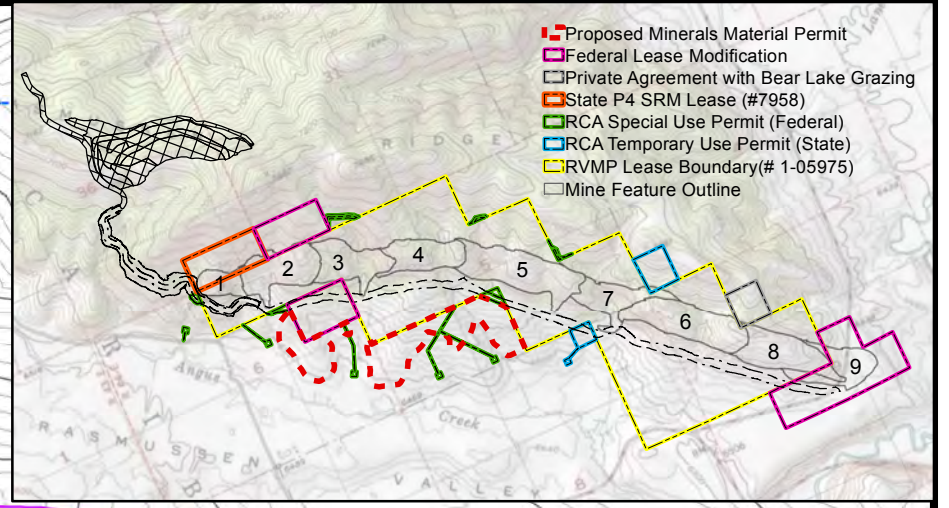 Proposed Minerals Material Permit
Federal Lease Modification
Private Agreement with Bear Lake Grazing
State P4 SRM Lease (#7958)
RCA Special Use Permit (Federal)
RCA Temporary Use Permit (State)
RVMP Lease Boundary(# 1-05975)
Mine Feature Outline
RIDGE
1
2
3
4
5
7
6
8
9
Angus
6
Creek
RASMUSSEN
VALLEY
8